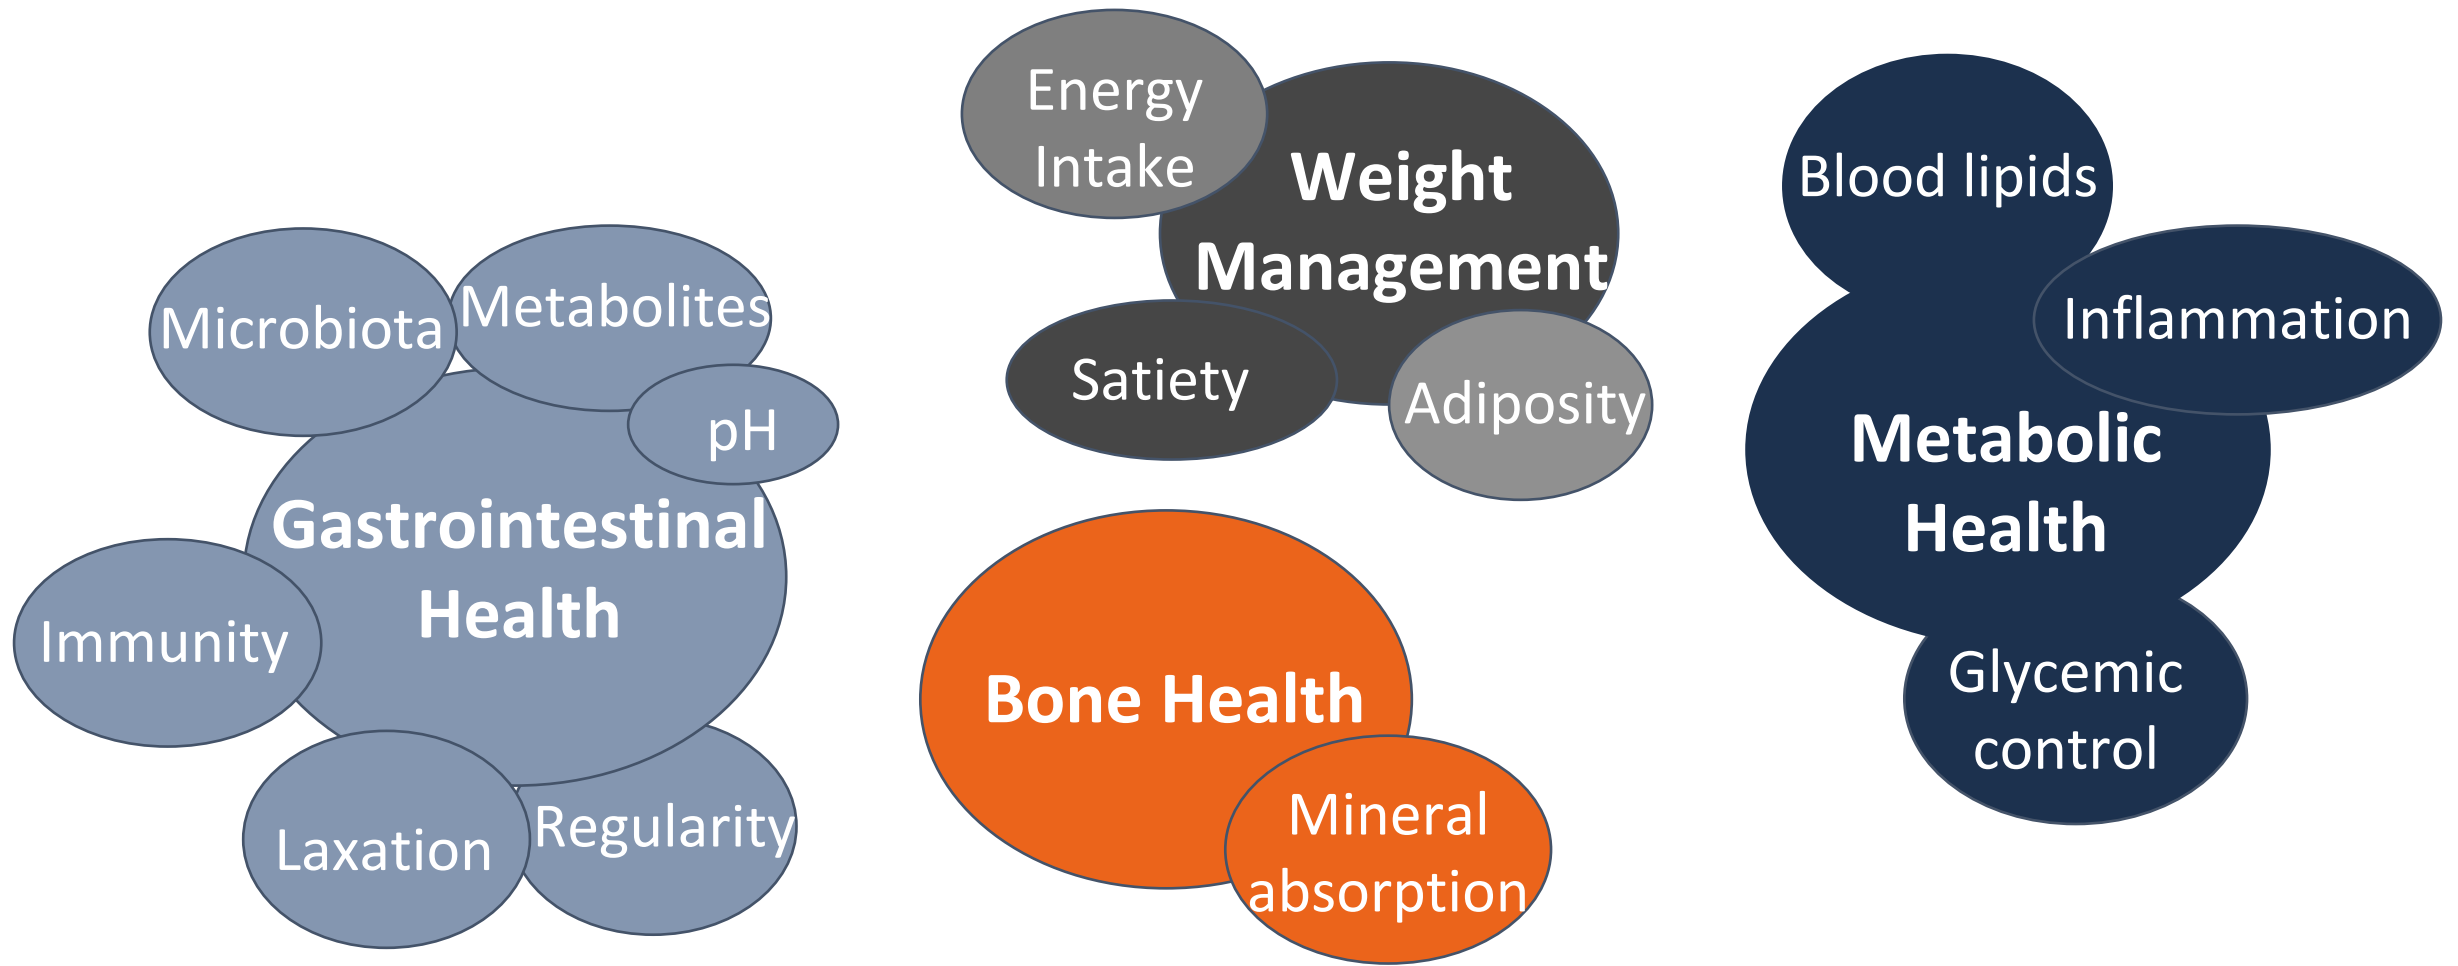 Microbiota
Metabolites
pH
Gastrointestinal
Health
Immunity
Laxation
Regularity
Energy
Intake
Weight
Management
Satiety
Adiposity
Bone Health
Mineral
absorption
Blood lipids
Inflammation
Metabolic
Health
Glycemic
control